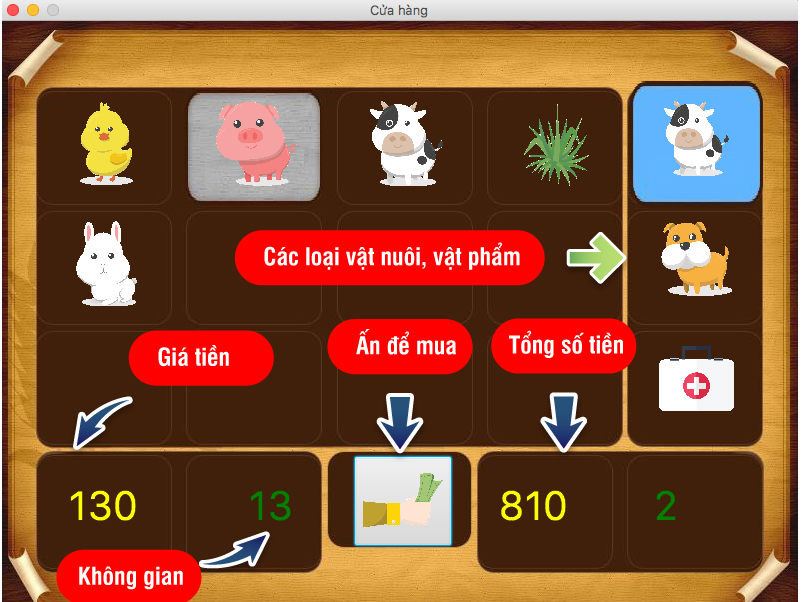 Cửa hàng
Các loại vật nuôi, vật phẩm
Giá tiền
Ấn để mua
Tổng số tiền
130
13
810
2
Không gian